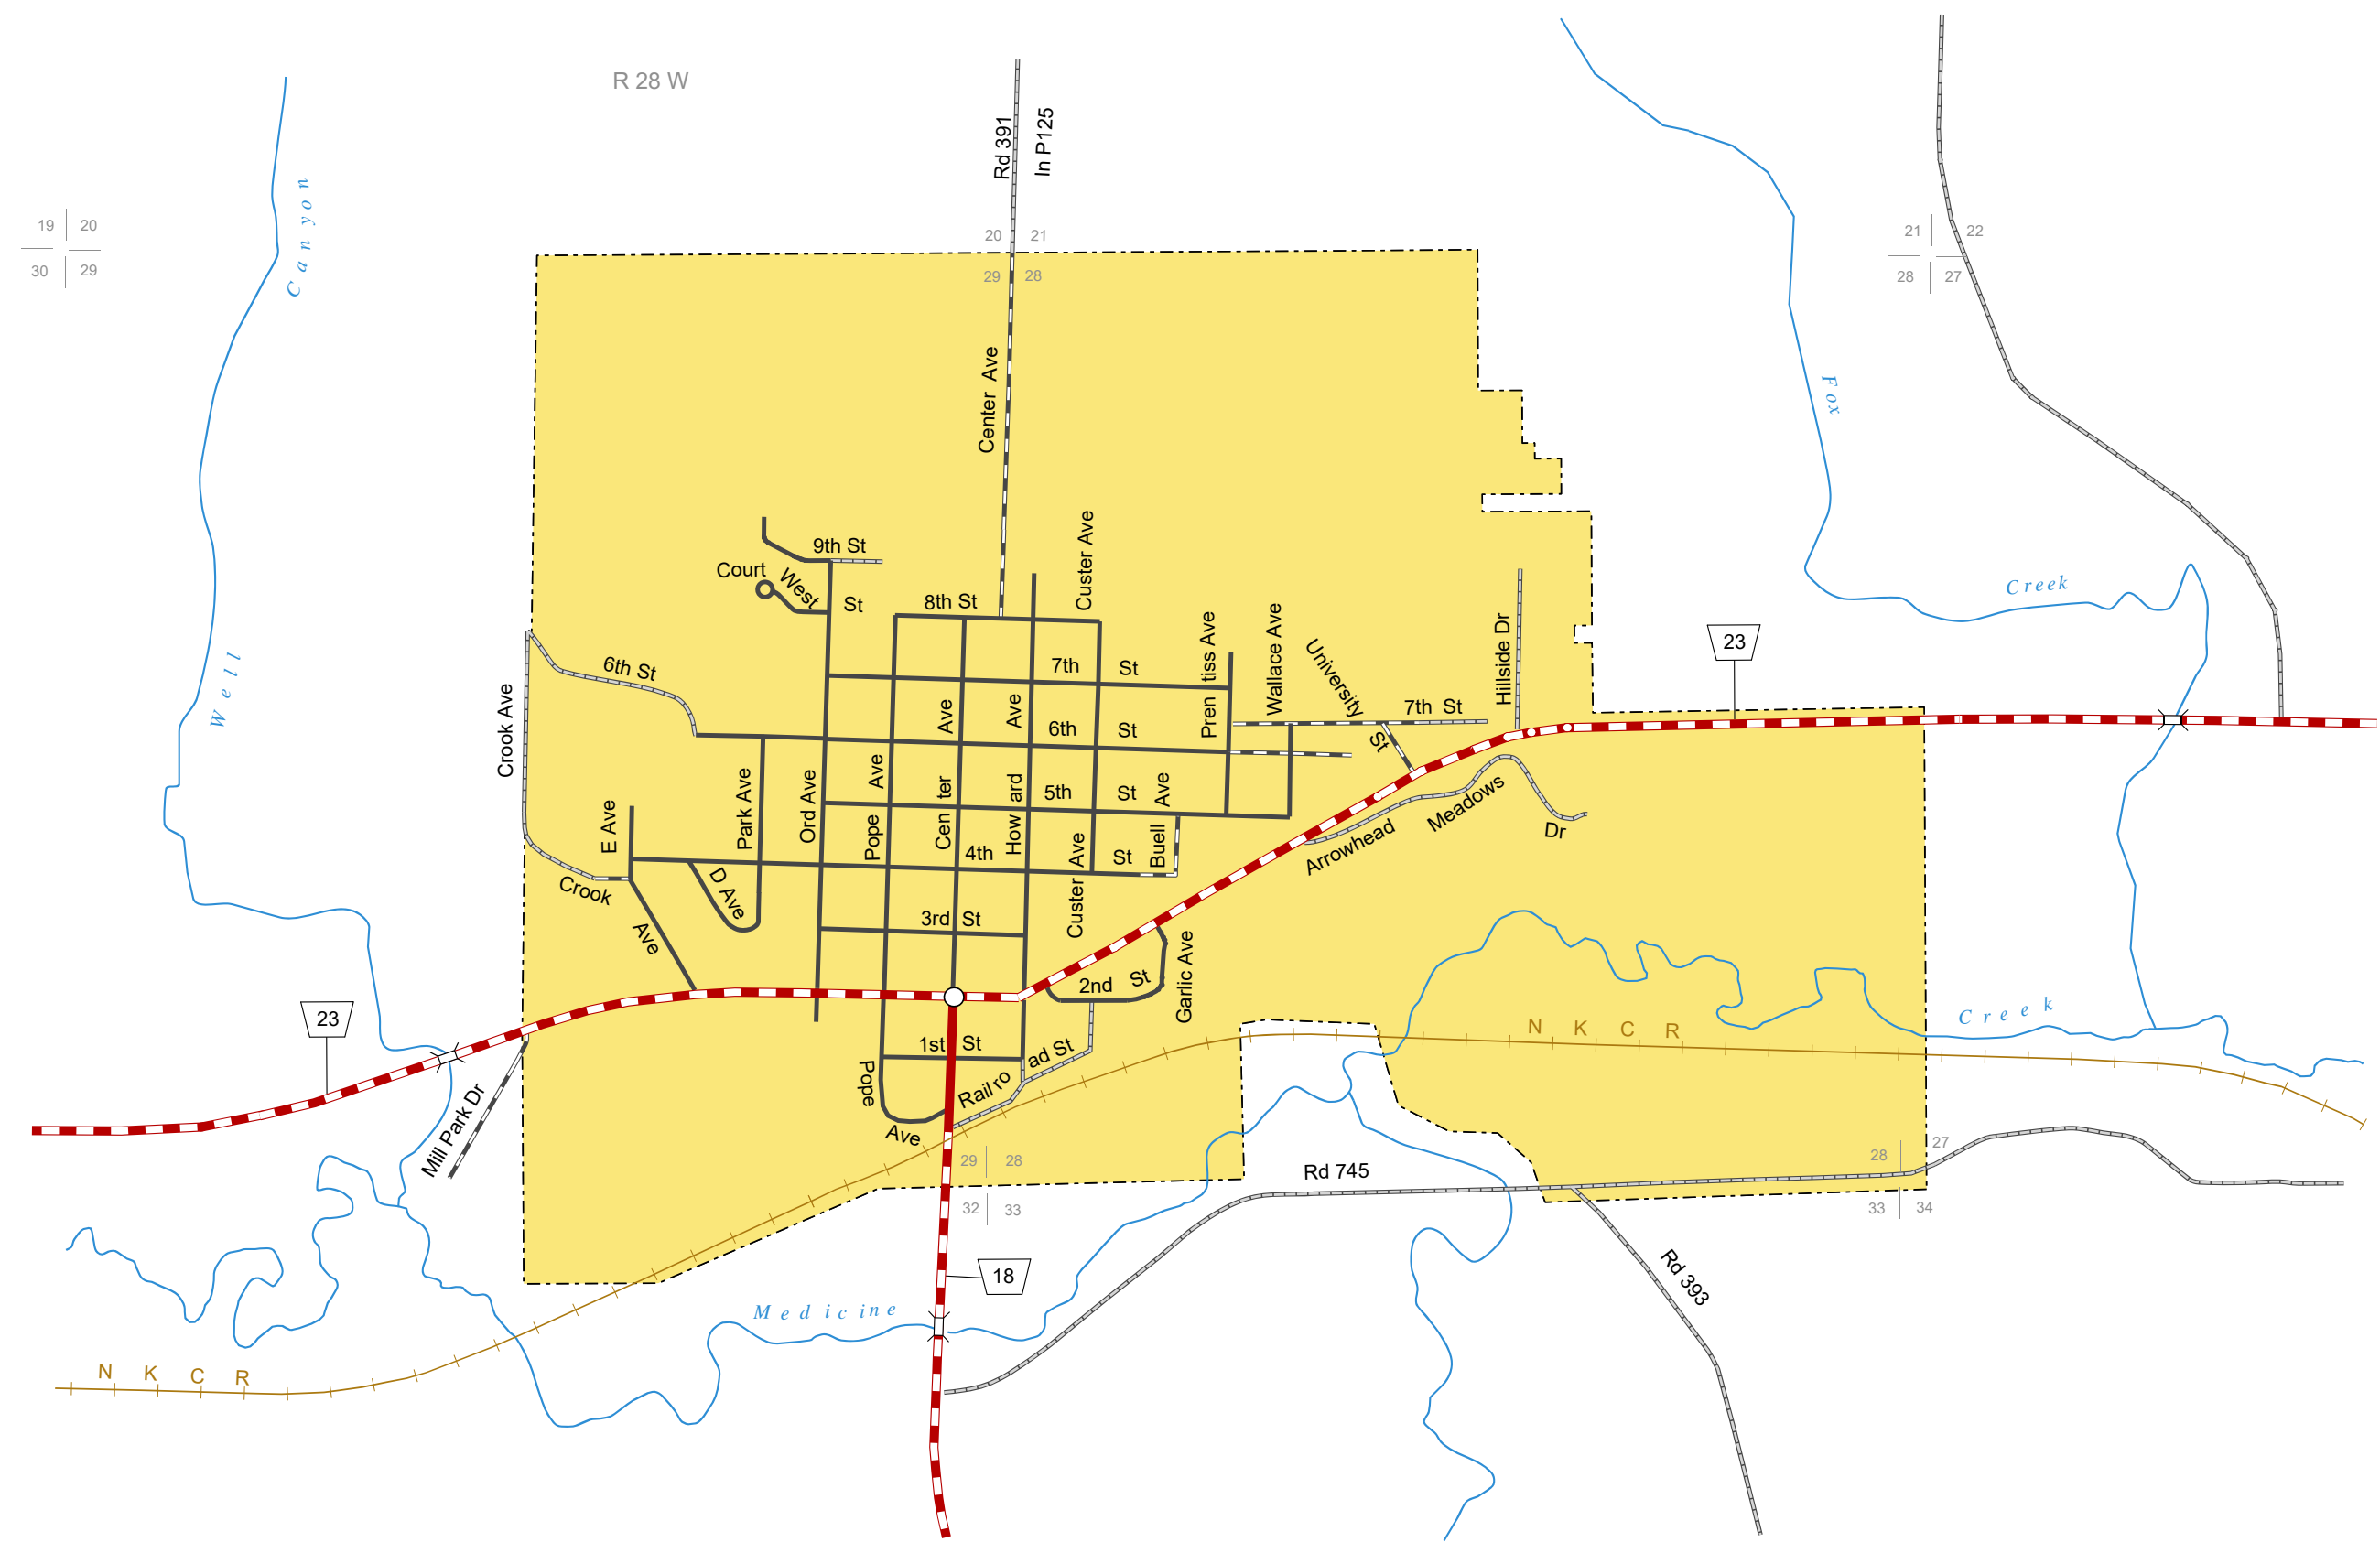 R 28 W
Rd 391
In P125
Canyon
19 20
30 29
20 21
29 28
21 22
28 27
Center Ave
Fox
Creek
9th St
Court
West
St
8th St
Custer Ave
6th St
7th St
Prentiss Ave
Wallace Ave
University
St
7th St
Hillside Dr
23
Well
Crook Ave
Ave
Ave
6th St
Park Ave
Ord Ave
Ave
Pope
Center
Howard
5th St
Ave
Buell
E Ave
4th St
Custer
Ave
Arrowhead
Meadows
Dr
Crook
Ave
D Ave
3rd St
2nd St
Garlic Ave
23
1st St
Railroad St
Pope
Ave
Mill Park Dr
N K C R
Creek
29 28
32 33
28 27
33 34
Rd 745
18
Rd 393
Medicine
N K C R